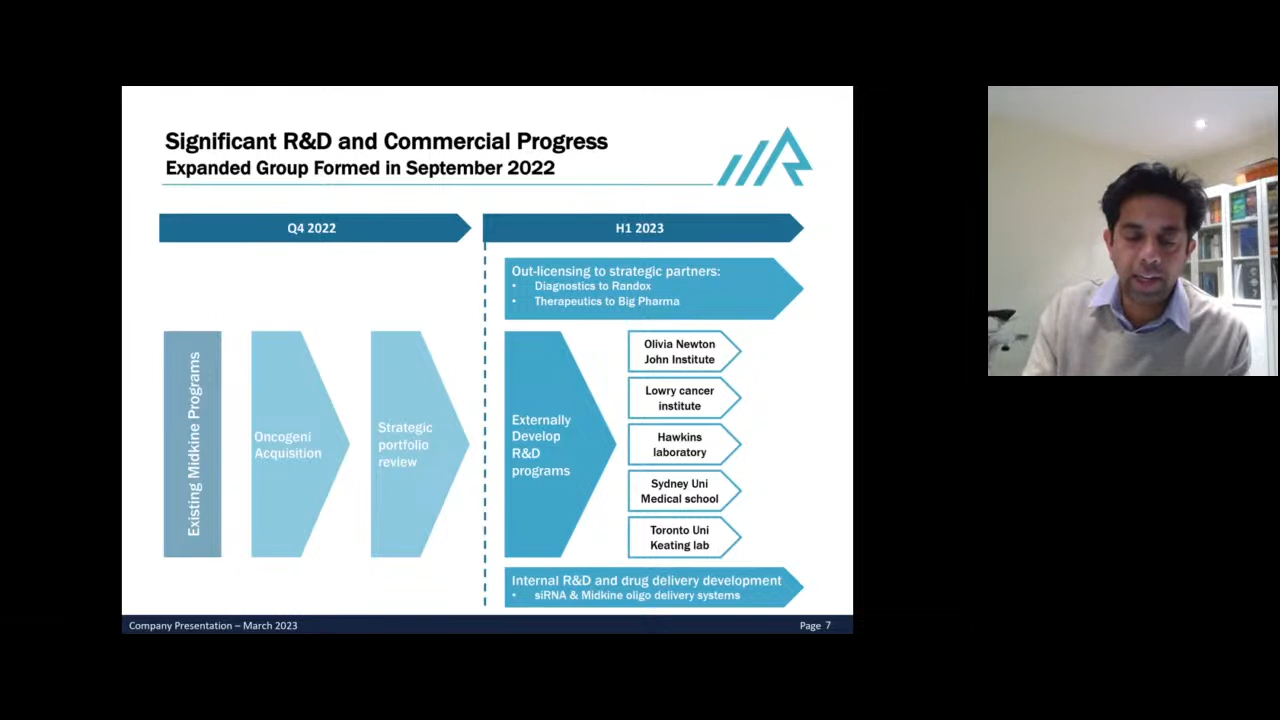 Significant R&D and Commercial Progress
Expanded Group Formed in September 2022
Q4 2022
H1 2023
Out-licensing to strategic partners:
• Diagnostics to Randox
• Therapeutics to Big Pharma
Existing Midkine Programs
Oncogeni
Acquisition
Strategic
portfolio
review
Externally
Develop
R&D
programs
Olivia Newton
John Institute
Lowry cancer
institute
Hawkins
laboratory
Sydney Uni
Medical school
Toronto Uni
Keating lab
Internal R&D and drug delivery development
• siRNA & Midkine oligo delivery systems
Company Presentation – March 2023
Page 7